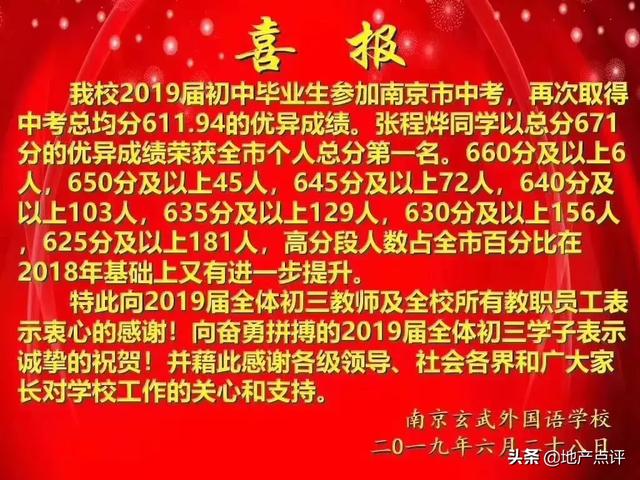 喜 报
我校2019届初中毕业生参加南京市中考，再次取得
中考总均分611.94的优异成绩。张程烨同学以总分671
分的优异成绩荣获全市个人总分第一名。660分及以上6
人，650分及以上45人，645分及以上72人，640分及
以上103人，635分及以上129人，630分及以上156人
，625分及以上181人，高分段人数占全市百分比在
2018年基础上又有进一步提升。
特此向2019届全体初三教师及全校所有教职员工表
示衷心的感谢！向奋勇拼搏的2019届全体初三学子表示
诚挚的祝贺！并藉此感谢各级领导、社会各界和广大家
长对学校工作的关心和支持。
南京玄武外国语学校
二0一九年六月二十八日
头条 @地产点评